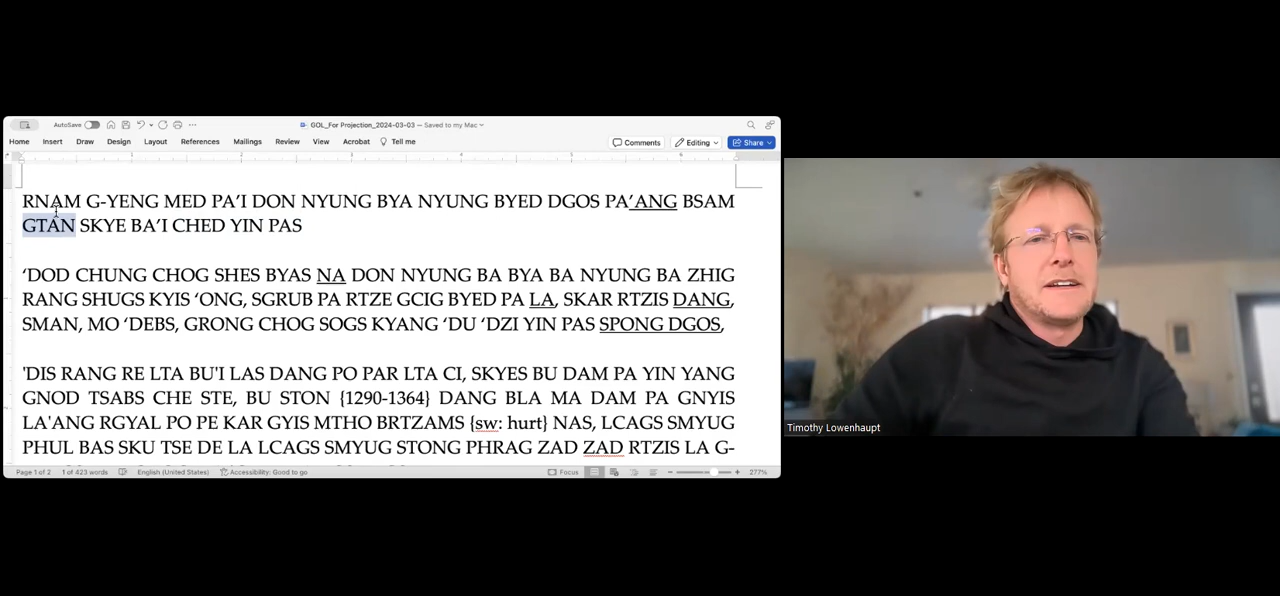 AutoSave
GOL_For Projection_2024-03-03 — Saved to my Mac
Home Insert Draw Design Layout References Mailings Review View Acrobat Tell me Comments Editing Share
RNAM G-YENG MED PA'I DON NYUNG BYA NYUNG BYED DGOS PA'ANG BSAM
GTAN SKYE BA'I CHED YIN PAS
'DOD CHUNG CHOG SHES BYAS NA DON NYUNG BA BYA BA NYUNG BA ZHIG
RANG SHUGS KYIS 'ONG, SGRUB PA RTZE GCIG BYED PA LA, SKAR RTZIS DANG,
SMAN, MO 'DEBS, GRONG CHOG SOGS KYANG 'DU 'DZI YIN PAS SPONG DGOS,
'DIS RANG RE LTA BU'I LAS DANG PO PAR LTA CI, SKYES BU DAM PA YIN YANG
GNOD TSABS CHE STE, BU STON {1290-1364} DANG BLA MA DAM PA GNYIS
LA'ANG RGYAL PO PE KAR GYIS MTHO BRTZAMS {sw: hurt} NAS, LCAGS SMYUG
PHUL BAS SKU TSE DE LA LCAGS SMYUG STONG PHRAG ZAD ZAD RTZIS LA G-
Page 1 of 2 1 of 423 words English (United States) Accessibility: Good to go Focus 277%
Timothy Lowenhaupt